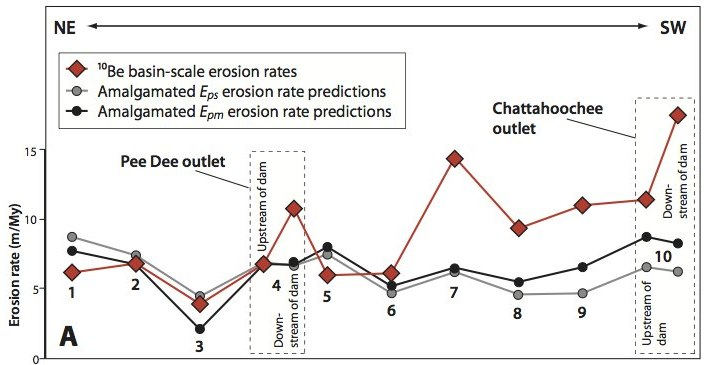 NE
SW
¹⁰Be basin-scale erosion rates
Amalgamated Eps erosion rate predictions
Amalgamated Epm erosion rate predictions
Chattahoochee
outlet
Pee Dee outlet
Upstream of dam
Down-
stream of dam
Down-
stream of dam
Upstream of
dam
Erosion rate (m/My)
15
10
5
0
1
2
3
4
5
6
7
8
9
10
A